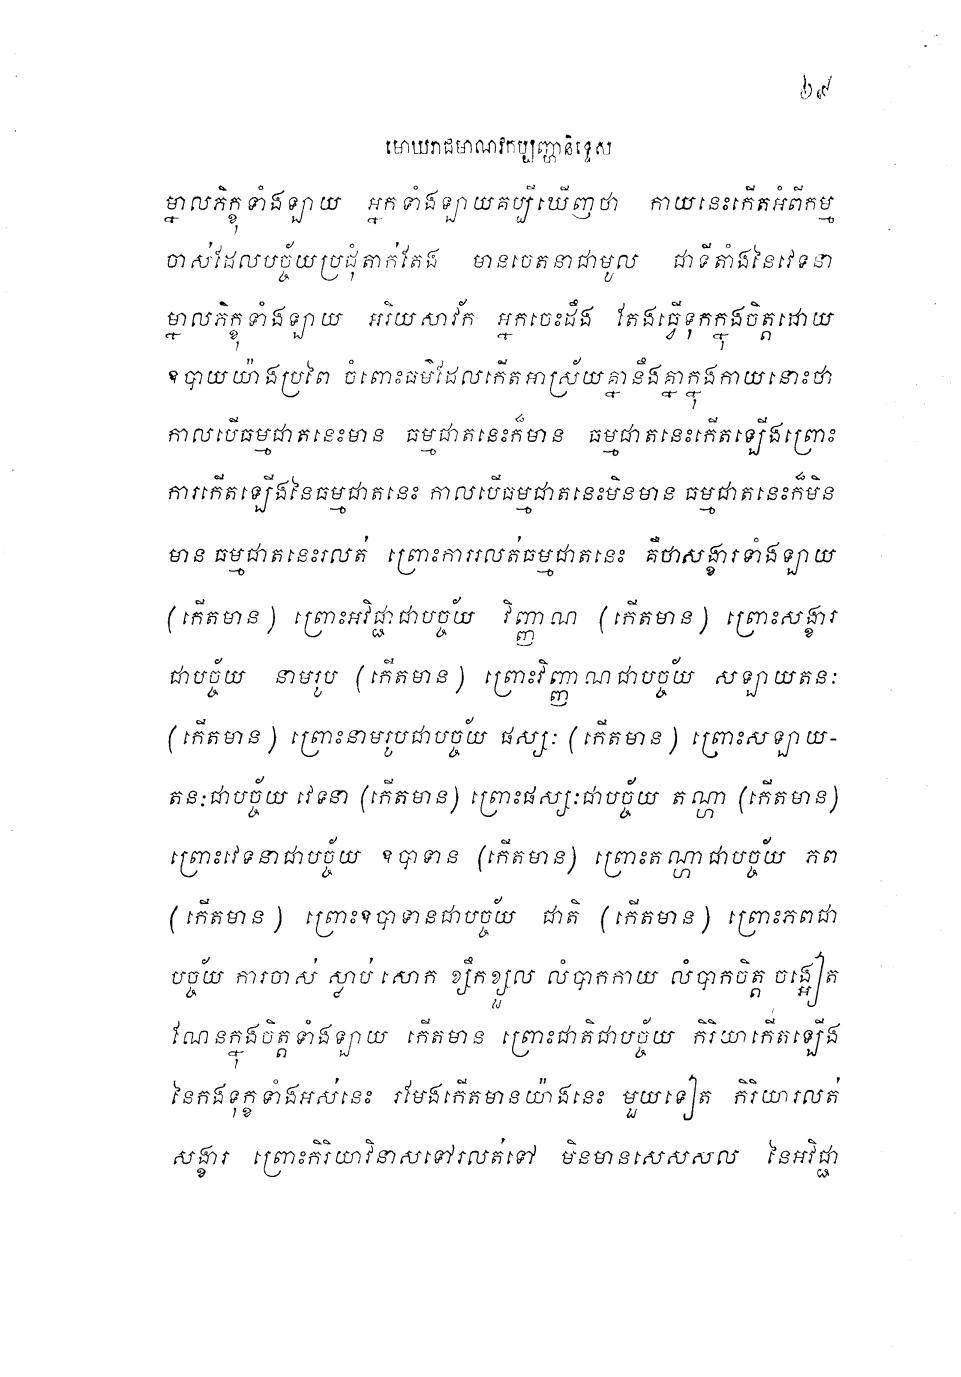 ៦៩
មោឃរាជមាណវកប្បញ្ហានិទ្ទេស
ម្នាលភិក្ខុទាំងឡាយ អ្នកទាំងឡាយគប្បីឃើញថា កាយនេះកើតអំពីកម្ម
ចាស់ដែលបច្ច័យប្រជុំតាក់តែង មានចេតនាជាមូល ជាទីតាំងនៃវេទនា
ម្នាលភិក្ខុទាំងឡាយ អរិយសាវ័ក អ្នកចេះដឹង តែងធ្វើទុកក្នុងចិត្តដោយ
ឧបាយយ៉ាងប្រពៃ ចំពោះធម៌ដែលកើតអាស្រ័យគ្នានឹងគ្នាក្នុងកាយនោះថា
កាលបើធម្មជាតនេះមាន ធម្មជាតនេះក៏មាន ធម្មជាតនេះកើតឡើងព្រោះ
ការកើតឡើងនៃធម្មជាតនេះ កាលបើធម្មជាតនេះមិនមាន ធម្មជាតនេះក៏មិន
មាន ធម្មជាតនេះរលត់ ព្រោះការរលត់ធម្មជាតនេះ គឺថាសង្ខារទាំងឡាយ
(កើតមាន) ព្រោះអវិជ្ជាជាបច្ច័យ វិញ្ញាណ (កើតមាន) ព្រោះសង្ខារ
ជាបច្ច័យ នាមរូប (កើតមាន) ព្រោះវិញ្ញាណជាបច្ច័យ សឡាយតនៈ
(កើតមាន) ព្រោះនាមរូបជាបច្ច័យ ផស្សៈ (កើតមាន) ព្រោះសឡាយ-
តនៈជាបច្ច័យ វេទនា (កើតមាន) ព្រោះផស្សៈជាបច្ច័យ តណ្ហា (កើតមាន)
ព្រោះវេទនាជាបច្ច័យ ឧបាទាន (កើតមាន) ព្រោះតណ្ហាជាបច្ច័យ ភព
(កើតមាន) ព្រោះឧបាទានជាបច្ច័យ ជាតិ (កើតមាន) ព្រោះភពជា
បច្ច័យ ការចាស់ ស្លាប់ សោក ខ្សឹកខ្សួល លំបាកកាយ លំបាកចិត្ត ចង្អៀត
ណែនក្នុងចិត្តទាំងឡាយ កើតមាន ព្រោះជាតិជាបច្ច័យ កិរិយាកើតឡើង
នៃកងទុក្ខទាំងអស់នេះ រមែងកើតមានយ៉ាងនេះ មួយទៀត កិរិយារលត់
សង្ខារ ព្រោះកិរិយាវិនាសទៅរលត់ទៅ មិនមានសេសសល់ នៃអវិជ្ជា